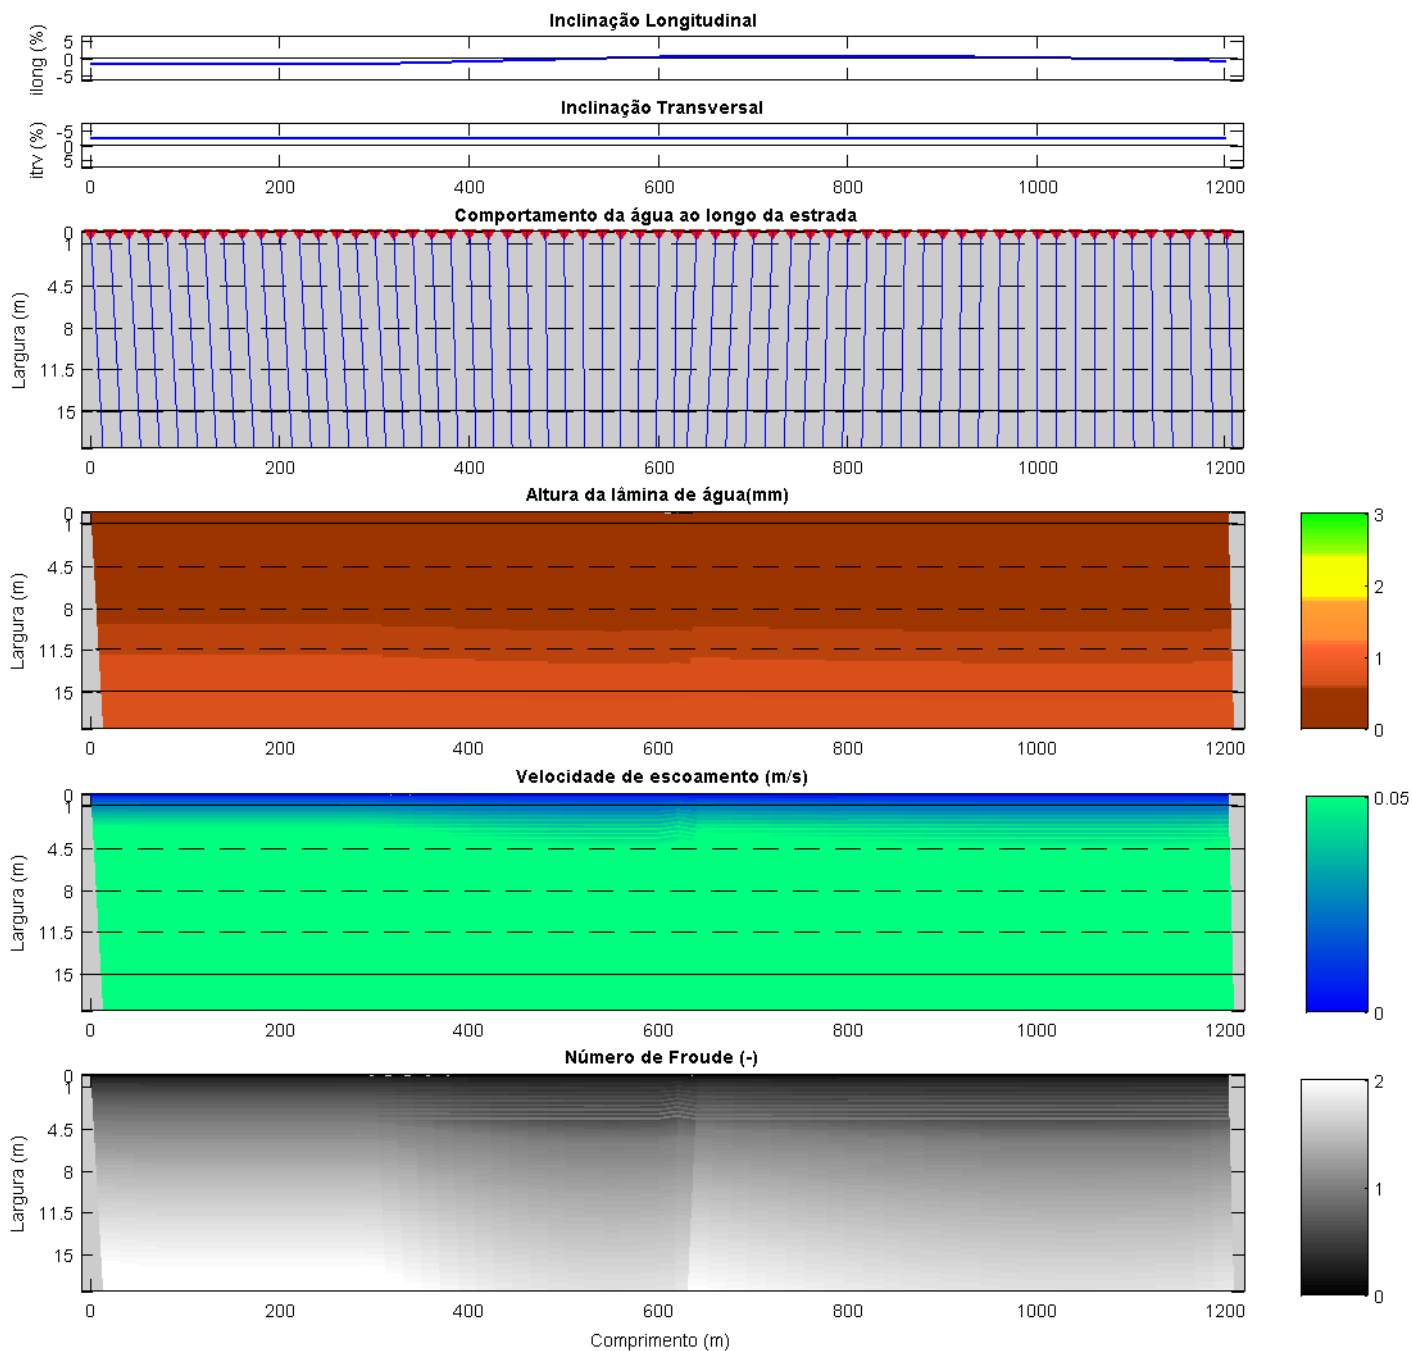 Inclinação Longitudinal
ilong (%)
5
0
-5
Inclinação Transversal
itrv (%)
-5
0
5
0 200 400 600 800 1000 1200
Comportamento da água ao longo da estrada
Largura (m)
0
1
4.5
8
11.5
15
0 200 400 600 800 1000 1200
Altura da lâmina de água(mm)
Largura (m)
0
1
4.5
8
11.5
15
0 200 400 600 800 1000 1200
3
2
1
0
Velocidade de escoamento (m/s)
Largura (m)
0
1
4.5
8
11.5
15
0 200 400 600 800 1000 1200
0.05
0
Número de Froude (-)
Largura (m)
0
1
4.5
8
11.5
15
0 200 400 600 800 1000 1200
2
1
0
Comprimento (m)